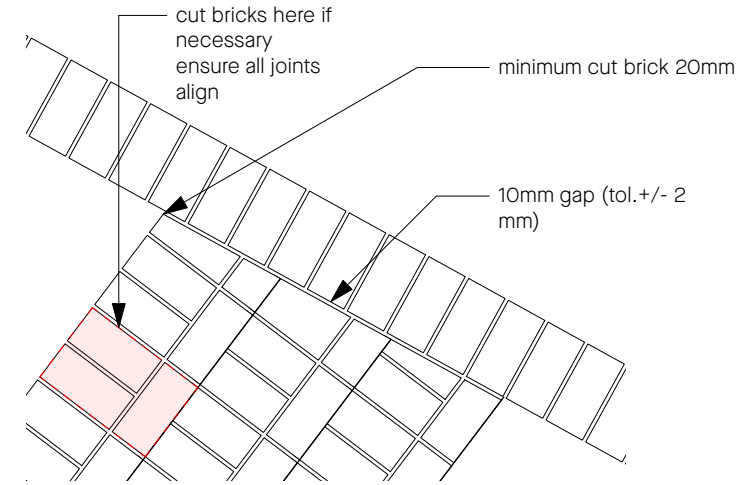 cut bricks here if
necessary
ensure all joints
align
minimum cut brick 20mm
10mm gap (tol.+/- 2
mm)